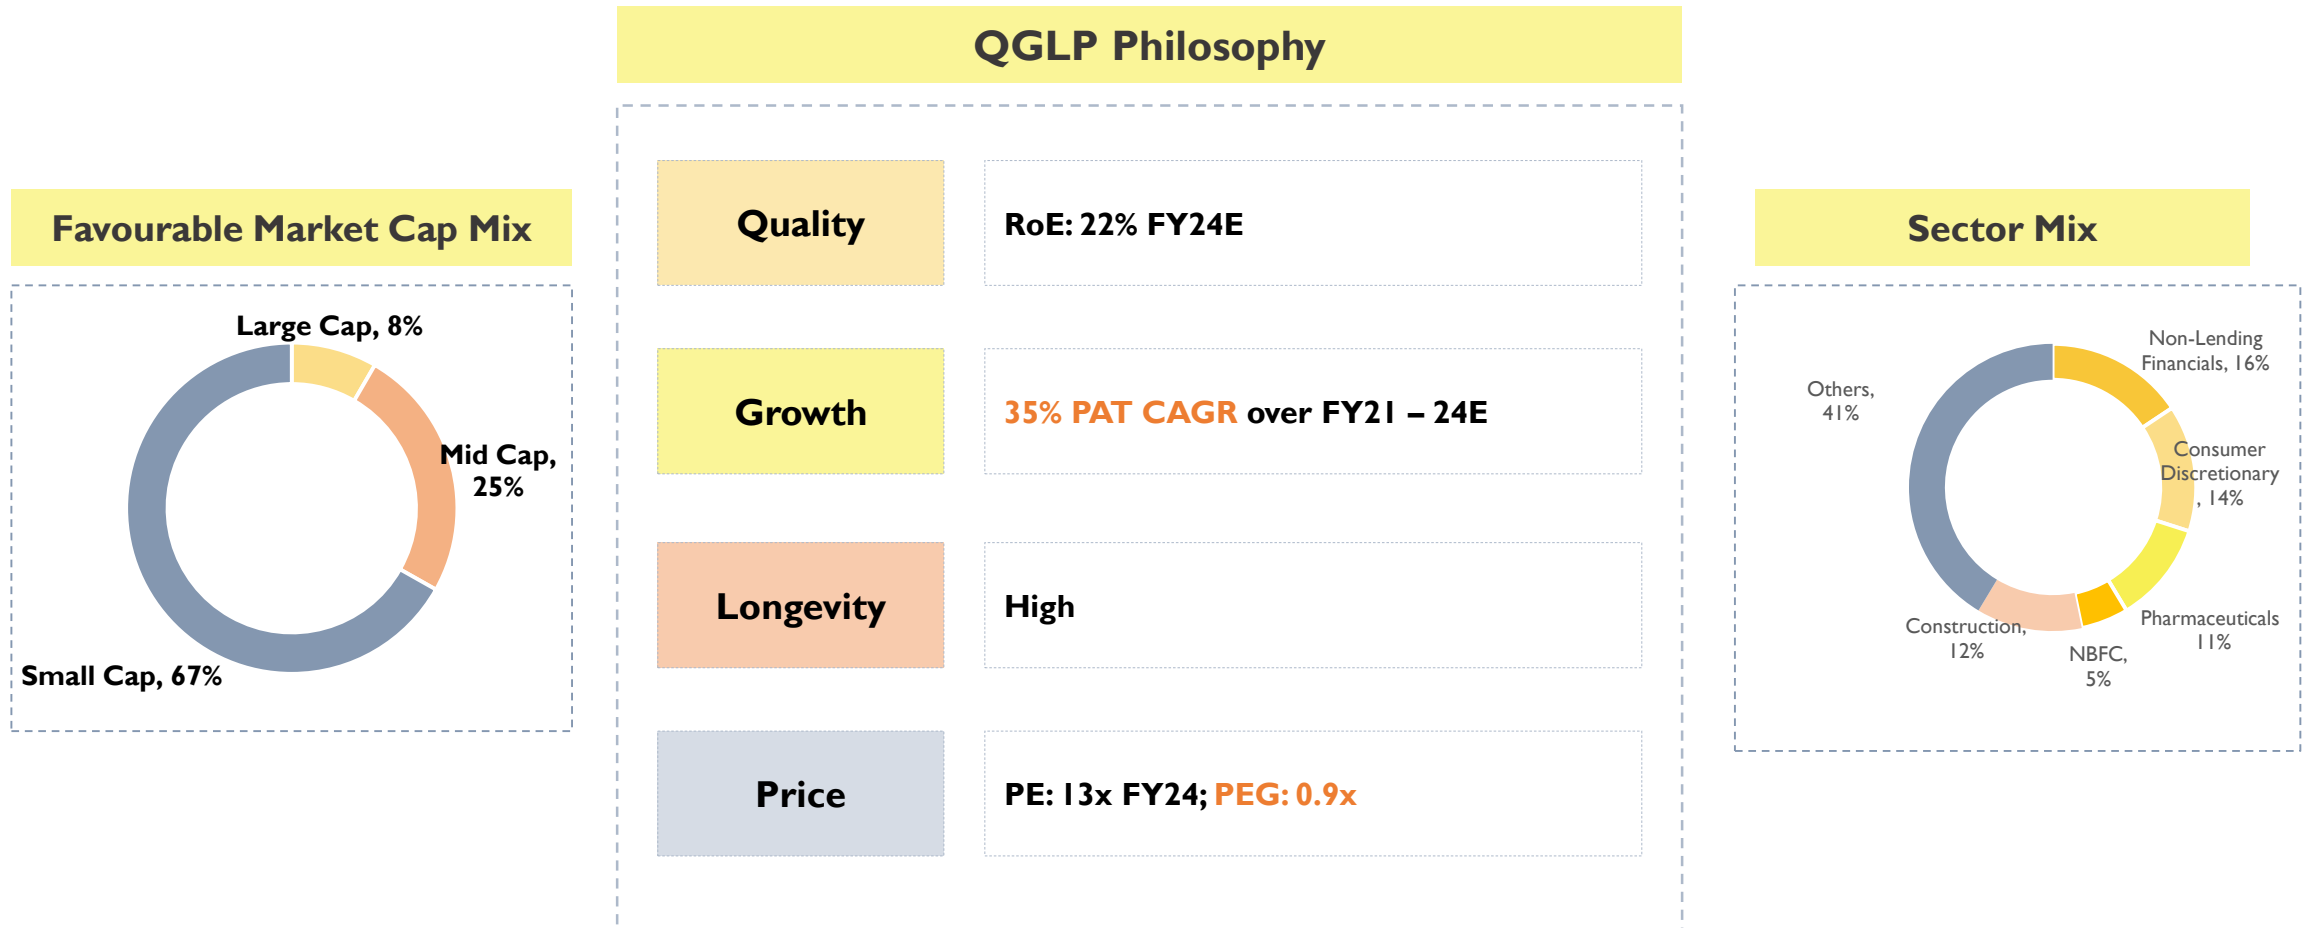 QGLP Philosophy
Favourable Market Cap Mix
Large Cap, 8%
Mid Cap,
25%
Small Cap, 67%
Quality
RoE: 22% FY24E
Growth
35% PAT CAGR over FY21 – 24E
Longevity
High
Price
PE: 13x FY24; PEG: 0.9x
Sector Mix
Non-Lending
Financials, 16%
Consumer
Discretionary
, 14%
Pharmaceuticals
11%
NBFC,
5%
Construction,
12%
Others,
41%